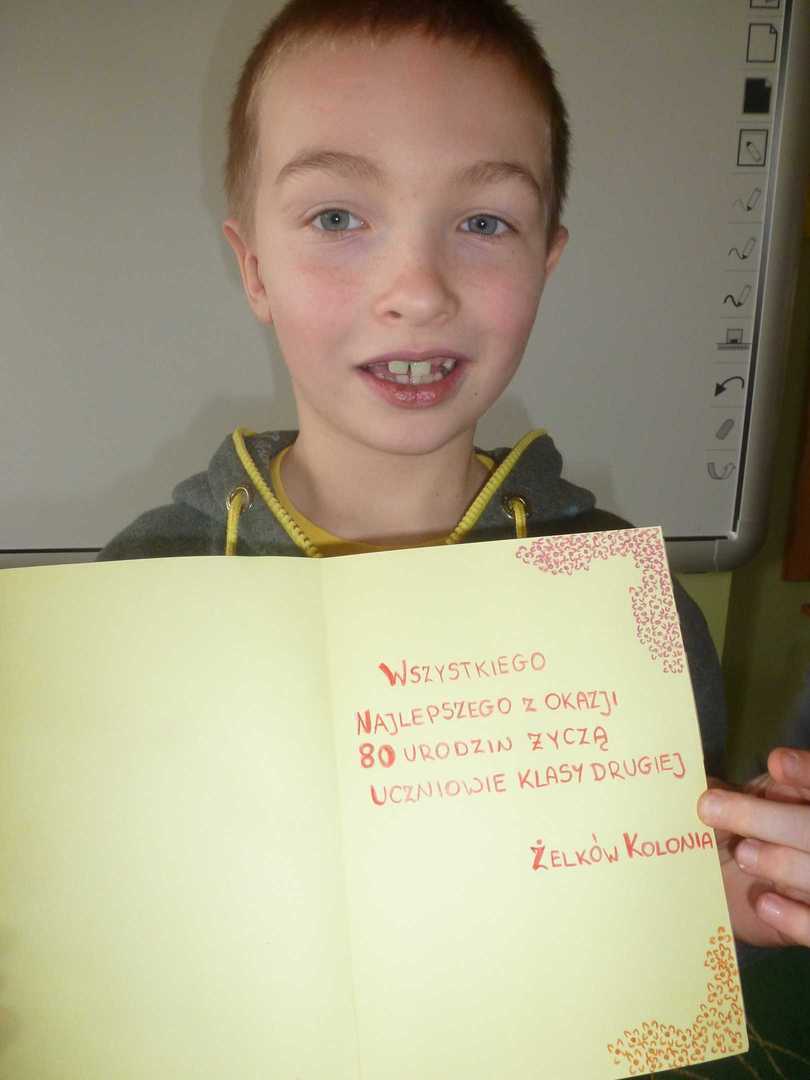 WSZYSTKIEGO
NAJLEPSZEGO Z OKAZJI
80 URODZIN ŻYCZĄ
UCZNIOWIE KLASY DRUGIEJ
ŻELKÓW KOLONIA